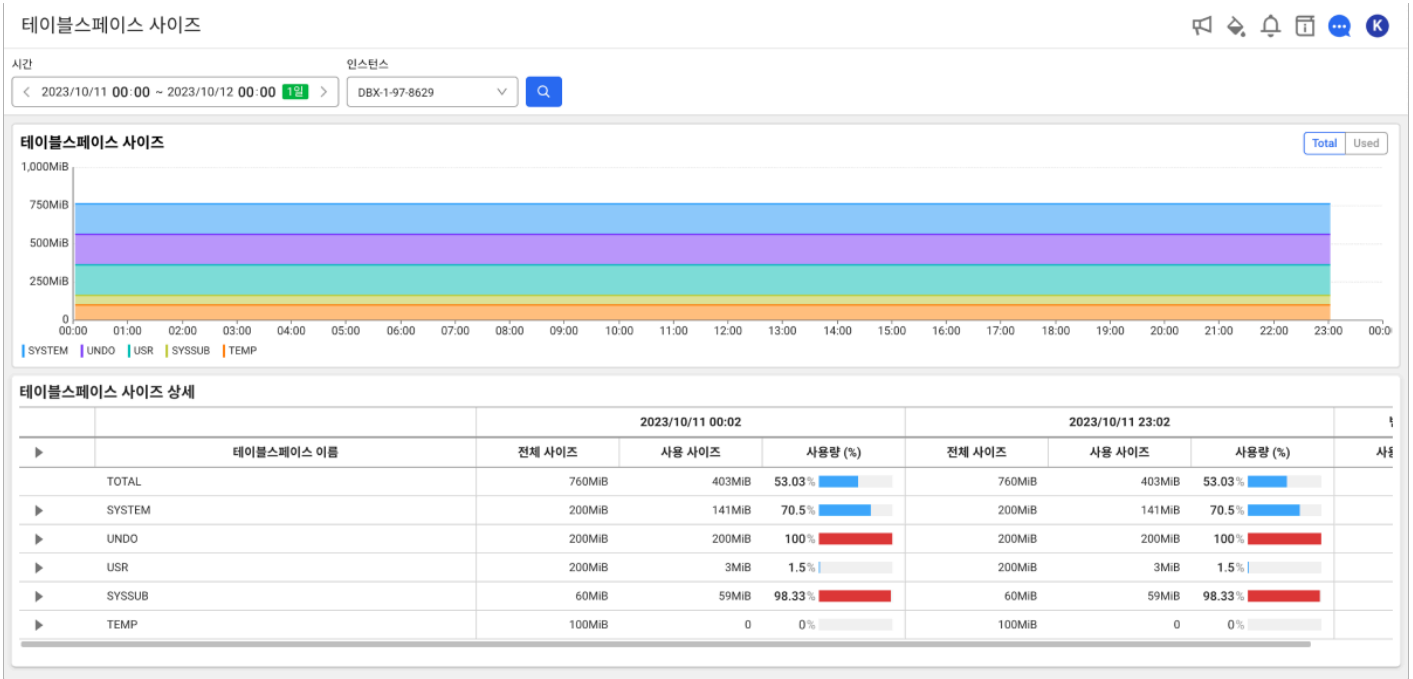 테이블스페이스 사이즈
K
시간
인스턴스
2023/10/11 00:00 ~ 2023/10/12 00:00 1일
DBX-1-97-8629
테이블스페이스 사이즈
Total Used
1,000MiB
750MiB
500MiB
250MiB
0
00:00 01:00 02:00 03:00 04:00 05:00 06:00 07:00 08:00 09:00 10:00 11:00 12:00 13:00 14:00 15:00 16:00 17:00 18:00 19:00 20:00 21:00 22:00 23:00 00:0
SYSTEM UNDO USR SYSSUB TEMP
테이블스페이스 사이즈 상세
2023/10/11 00:02 2023/10/11 23:02
테이블스페이스 이름 전체 사이즈 사용 사이즈 사용량 (%) 전체 사이즈 사용 사이즈 사용량 (%)
TOTAL 760MiB 403MiB 53.03% 760MiB 403MiB 53.03%
SYSTEM 200MiB 141MiB 70.5% 200MiB 141MiB 70.5%
UNDO 200MiB 200MiB 100% 200MiB 200MiB 100%
USR 200MiB 3MiB 1.5% 200MiB 3MiB 1.5%
SYSSUB 60MiB 59MiB 98.33% 60MiB 59MiB 98.33%
TEMP 100MiB 0 0% 100MiB 0 0%